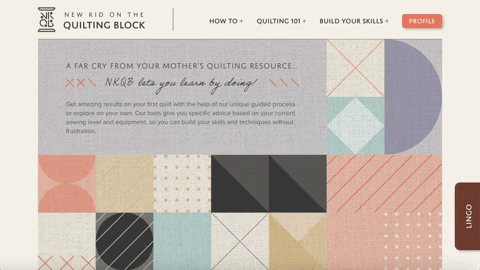 NEW KID ON THE
QUILTING BLOCK
NKQB
HOW TO +
QUILTING 101 +
BUILD YOUR SKILLS +
PROFILE
A FAR CRY FROM YOUR MOTHER'S QUILTING RESOURCE...
NKQB lets you learn by doing!
Get amazing results on your first quilt with the help of our unique guided process
or explore on your own. Our tools give you specific advice based on your current
sewing level and equipment, so you can build your skills and techniques without
frustration.
LINGO